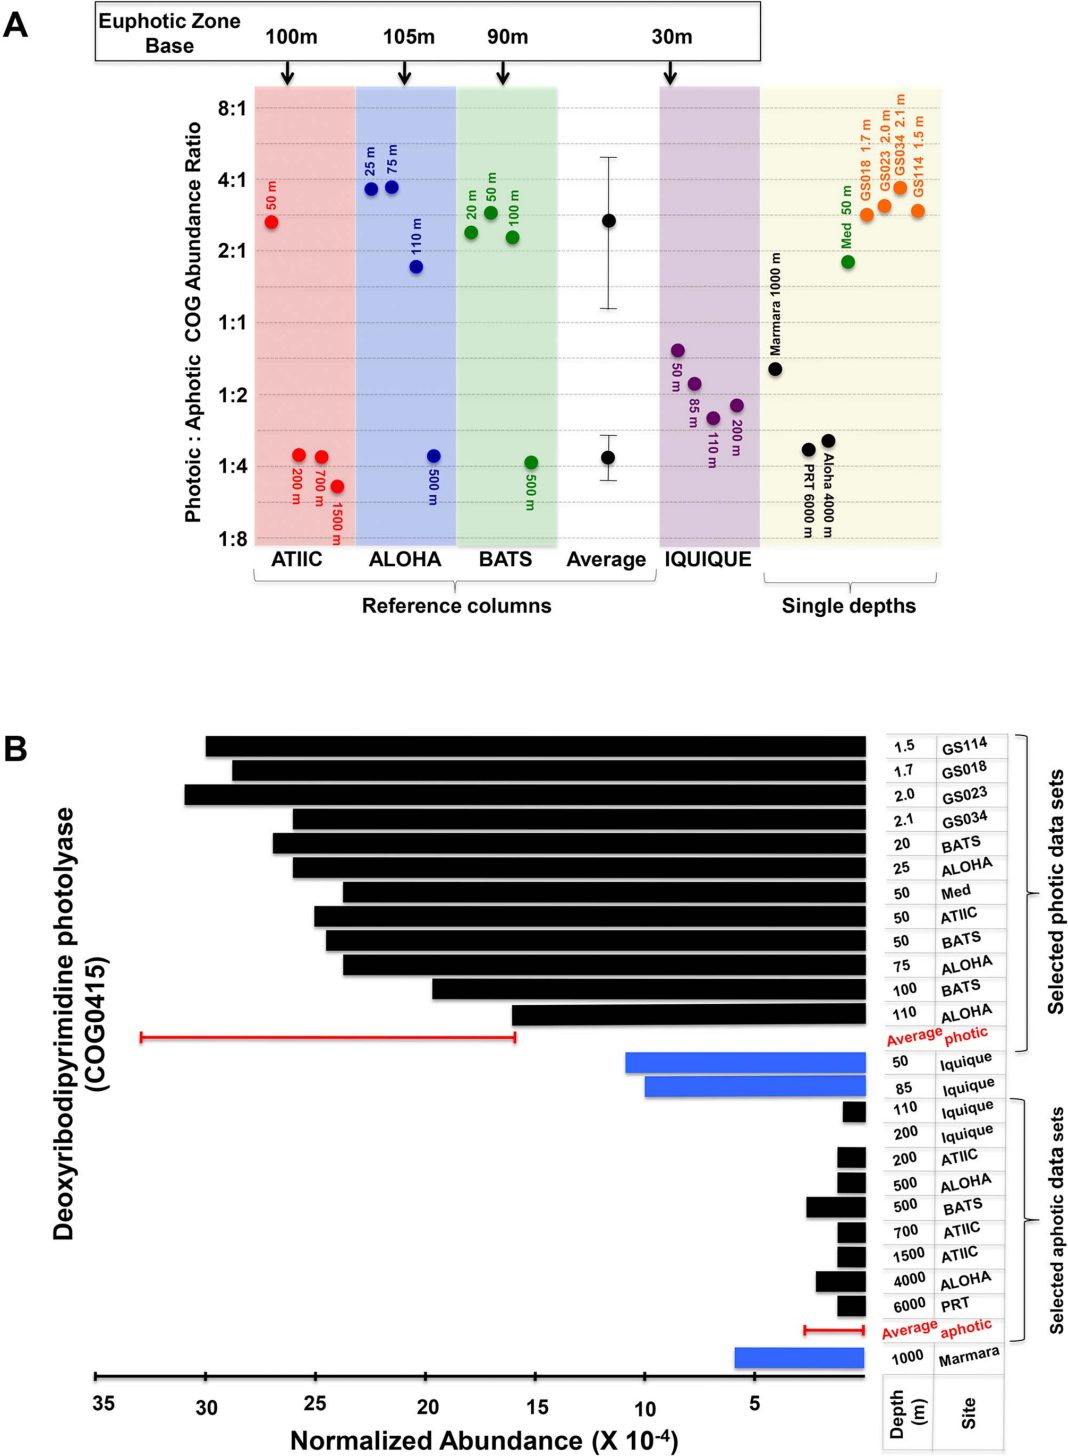 A
Euphotic Zone
Base
100m 105m 90m 30m
Photoic : Aphotic COG Abundance Ratio
8:1
4:1
2:1
1:1
1:2
1:4
1:8
50 m
200 m
700 m
1500 m
25 m
75 m
110 m
500 m
20 m
50 m
100 m
500 m
50 m
85 m
110 m
200 m
Marmara 1000 m
PRT 6000 m
Aloha 4000 m
Med 50 m
GS018 1.7 m
GS023 2.0 m
GS034 2.1 m
GS114 1.5 m
ATIIC ALOHA BATS Average IQUIQUE
Reference columns Single depths
B
Deoxyribodipyrimidine photolyase
(COG0415)
1.5 GS114
1.7 GS018
2.0 GS023
2.1 GS034
20 BATS
25 ALOHA
50 Med
50 ATIIC
50 BATS
75 ALOHA
100 BATS
110 ALOHA
Average photic
50 Iquique
85 Iquique
110 Iquique
200 Iquique
200 ATIIC
500 ALOHA
500 BATS
700 ATIIC
1500 ATIIC
4000 ALOHA
6000 PRT
Average aphotic
1000 Marmara
Depth
(m)
Site
Selected photic data sets
Selected aphotic data sets
35 30 25 20 15 10 5
Normalized Abundance (X 10-4)